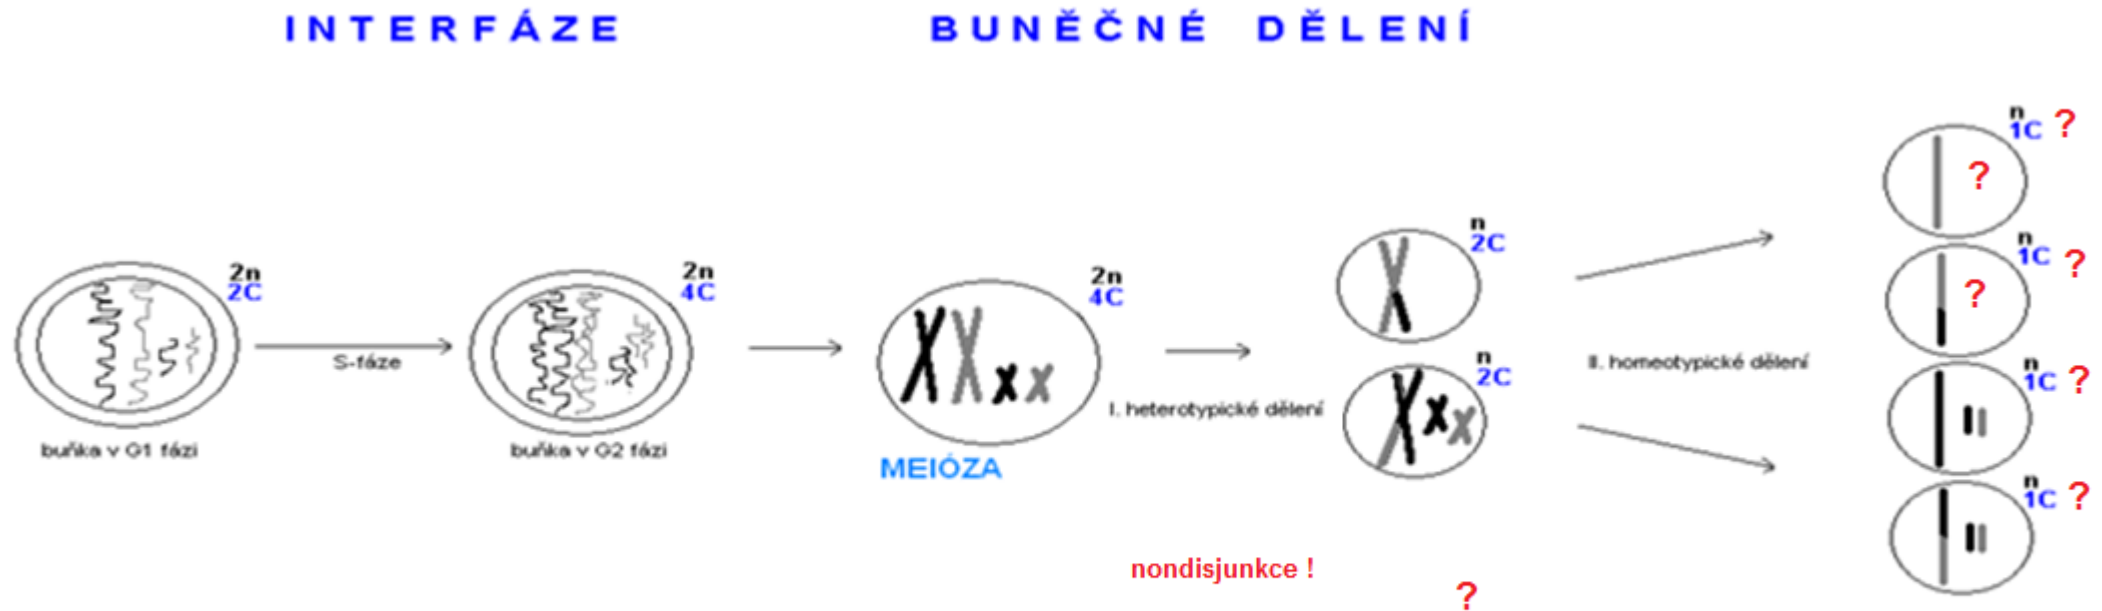 INTERFÁZE
BUNĚČNÉ DĚLENÍ
2n
2C
buňka v G1 fázi
S-fáze
2n
4C
buňka v G2 fázi
2n
4C
MEIÓZA
I. heterotypické dělení
n
2C
n
2C
II. homeotypické dělení
n
1C ?
?
n
1C ?
?
n
1C ?
n
1C ?
nondisjunkce !
?